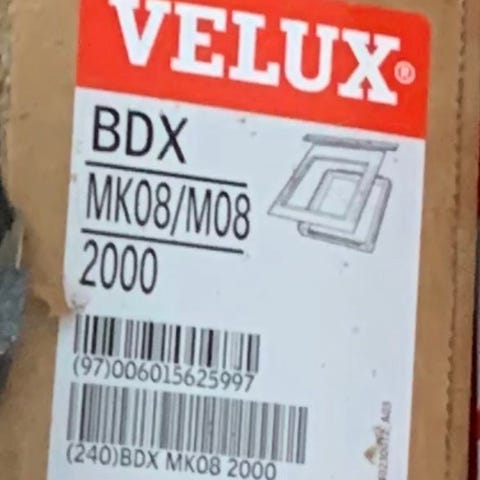 VELUX®
BDX
MK08/M08
2000
(97)006015625997
(240)BDX MK08 2000